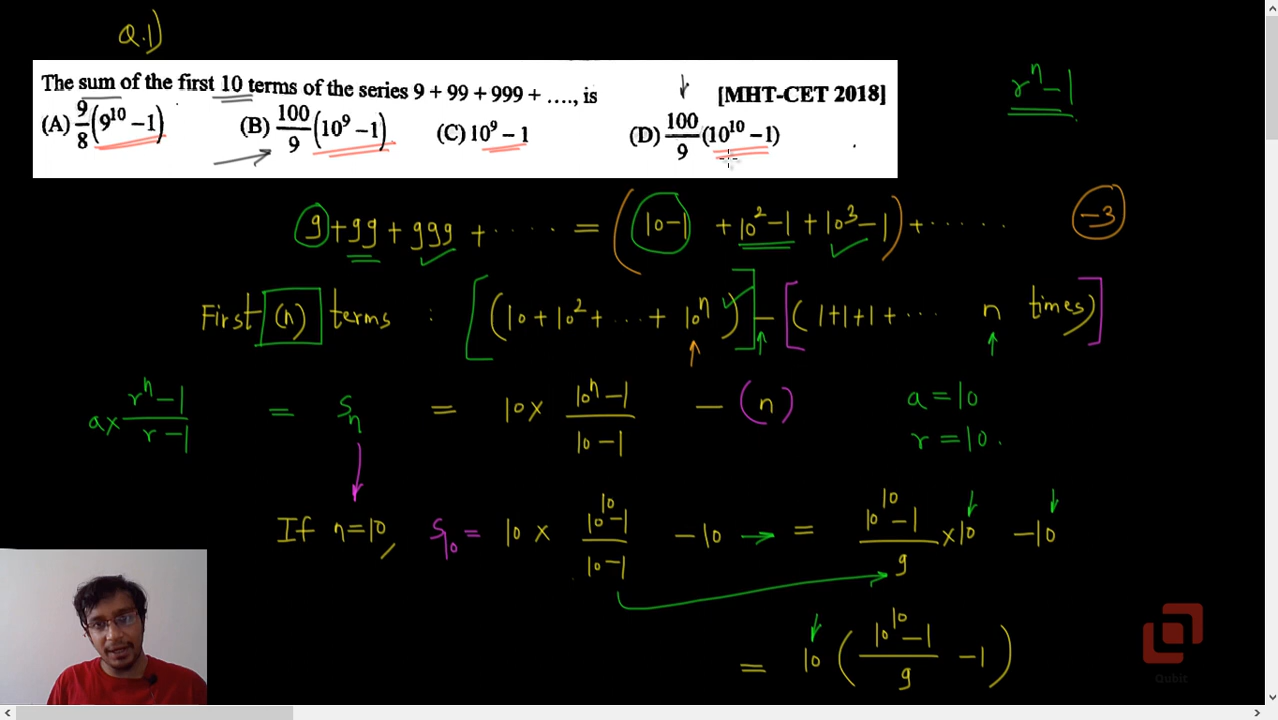 Q.1)
The sum of the first 10 terms of the series 9 + 99 + 999 + ...., is [MHT-CET 2018]
(A) 9/8 (9^10 − 1) (B) 100/9 (10^9 − 1) (C) 10^9 − 1 (D) 100/9 (10^10 − 1)
r^n − 1
9 + 99 + 999 + ······ = (10−1 + 10^2−1 + 10^3−1) + ······ −3
First (n) terms : [(10 + 10^2 + ··· + 10^n)] − [(1+1+1+ ··· n times)]
a × (r^n − 1)/(r − 1) = S_n = 10 × (10^n − 1)/(10 − 1) − (n) a = 10
r = 10.
If n=10, S_10 = 10 × (10^10 − 1)/(10 − 1) − 10 → = (10^10 − 1)/9 × 10 − 10
= 10 ((10^10 − 1)/9 − 1)
Qubit